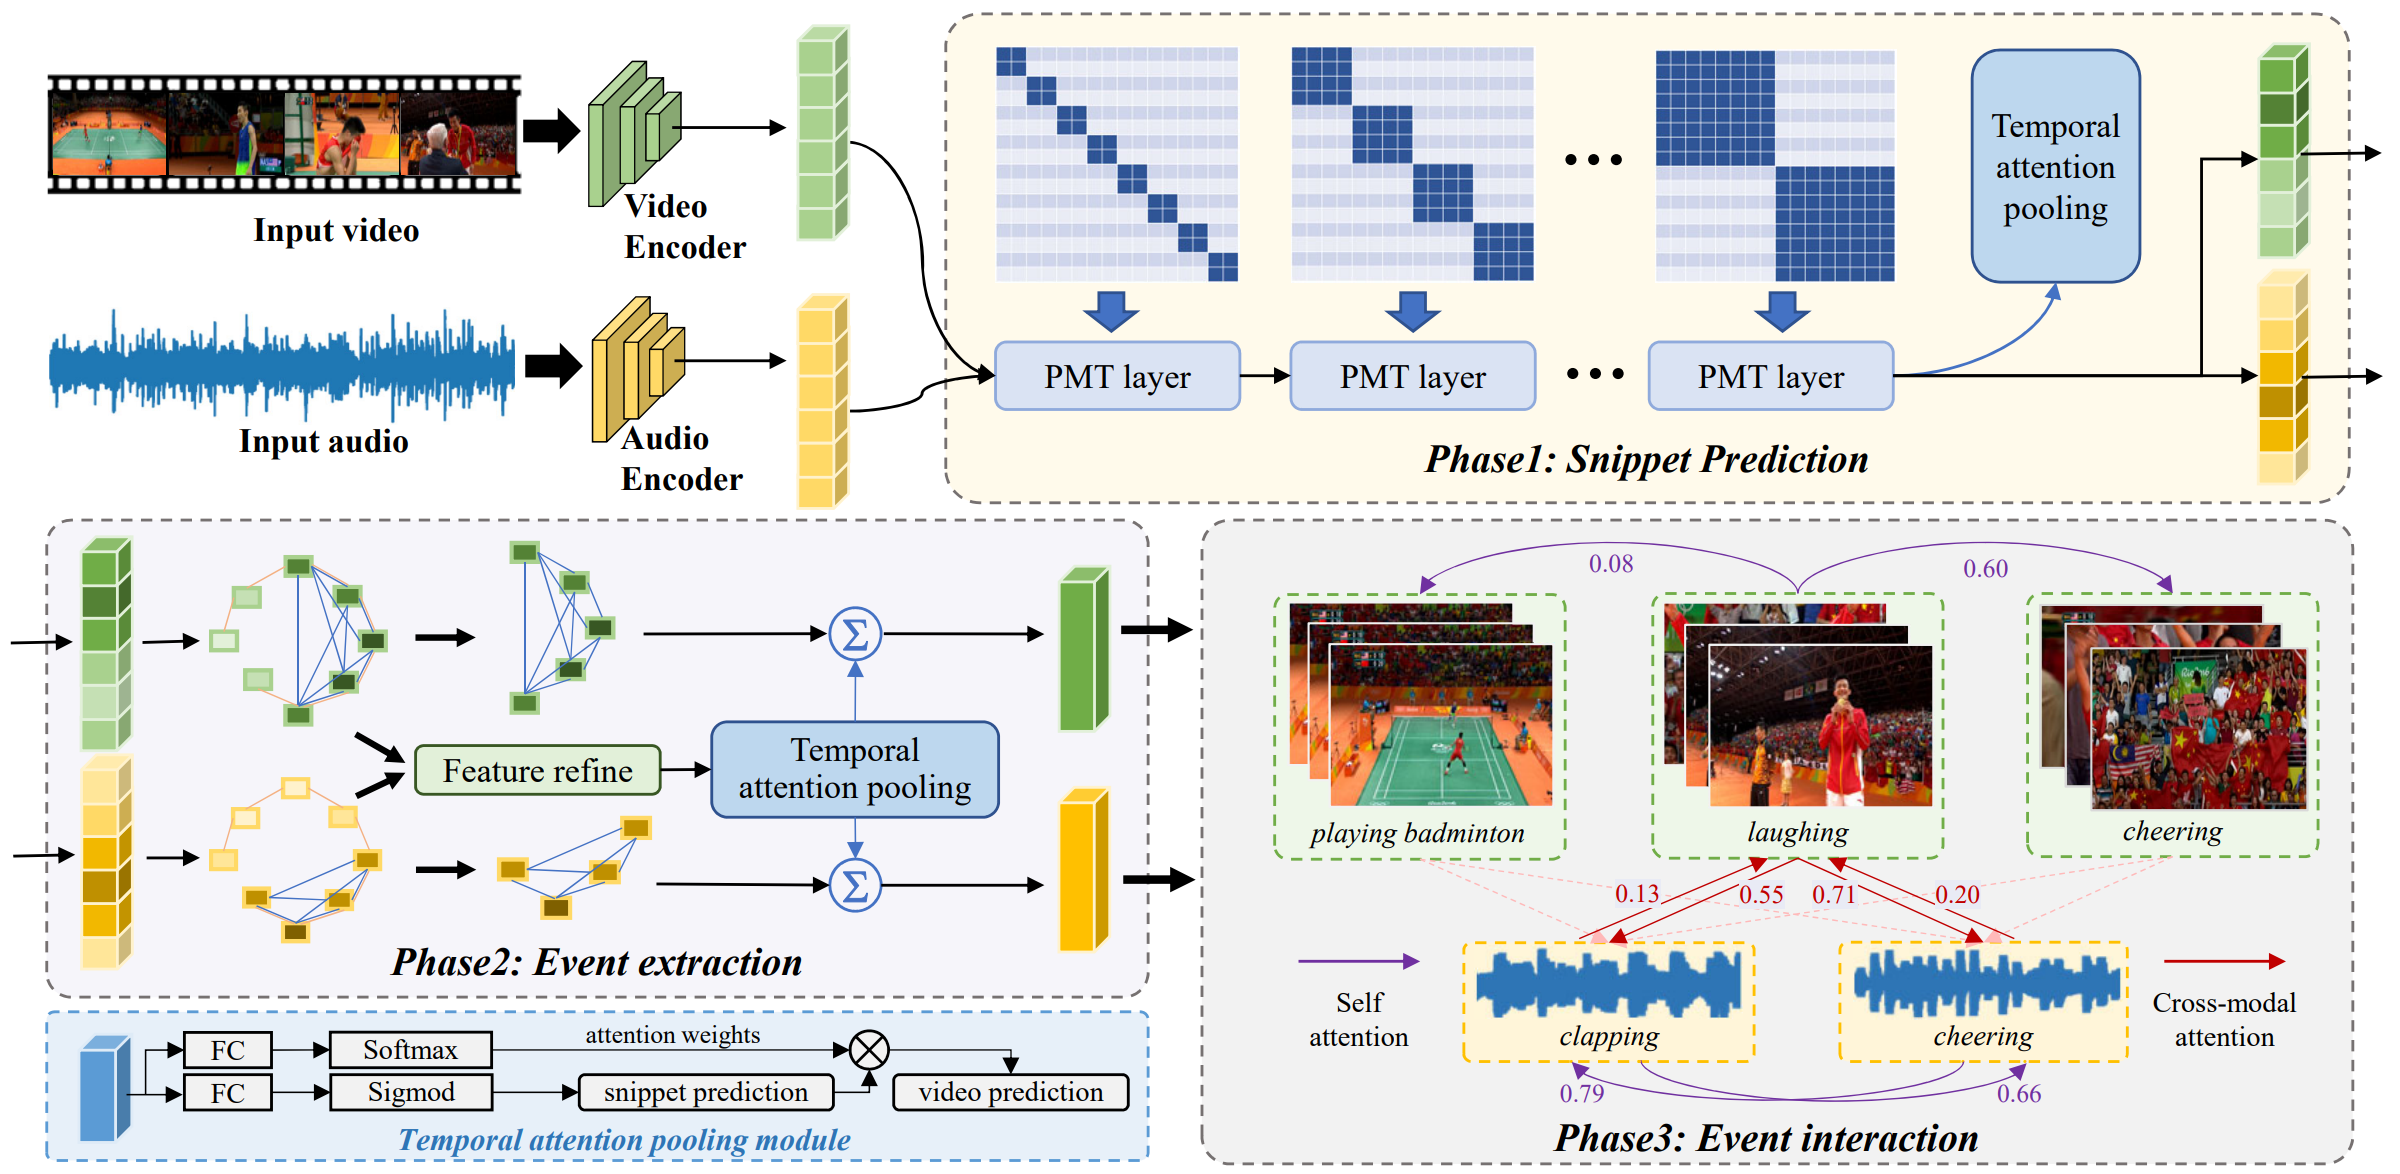 Input video
Video
Encoder
Input audio
Audio
Encoder
Temporal
attention
pooling
PMT layer
PMT layer
PMT layer
Phase1: Snippet Prediction
Feature refine
Temporal
attention pooling
Phase2: Event extraction
FC
Softmax
attention weights
FC
Sigmod
snippet prediction
video prediction
Temporal attention pooling module
0.08
0.60
playing badminton
laughing
cheering
0.13
0.55
0.71
0.20
Self
attention
clapping
cheering
Cross-modal
attention
0.79
0.66
Phase3: Event interaction